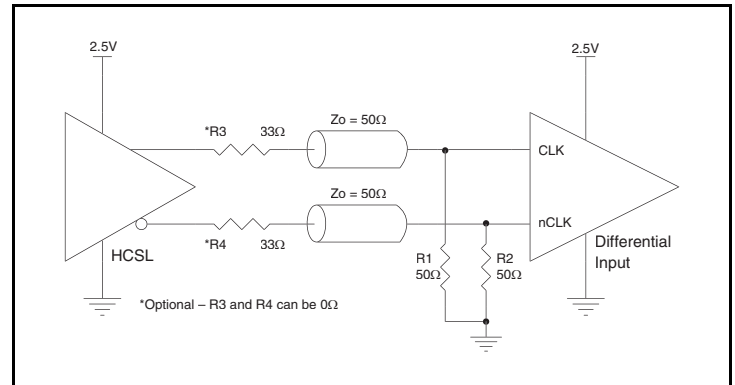 2.5V
2.5V
*R3 33Ω
Zo = 50Ω
CLK
Zo = 50Ω
*R4 33Ω
nCLK
HCSL
R1
50Ω
R2
50Ω
Differential
Input
*Optional – R3 and R4 can be 0Ω